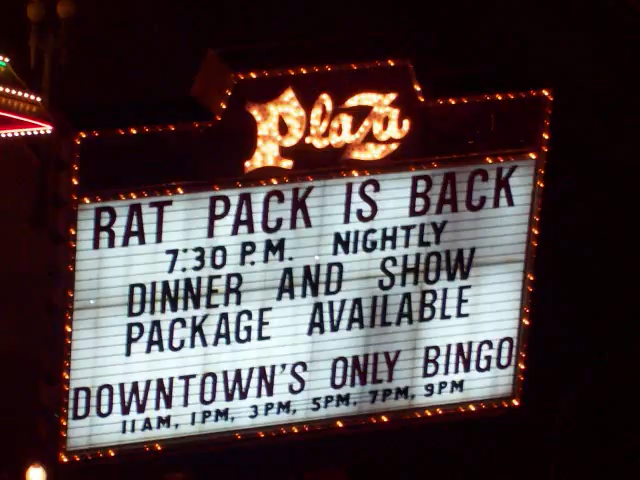 Plaza
RAT PACK IS BACK
7:30 P.M. NIGHTLY
DINNER AND SHOW
PACKAGE AVAILABLE
DOWNTOWN'S ONLY BINGO
11AM, 1PM, 3PM, 5PM, 7PM, 9PM